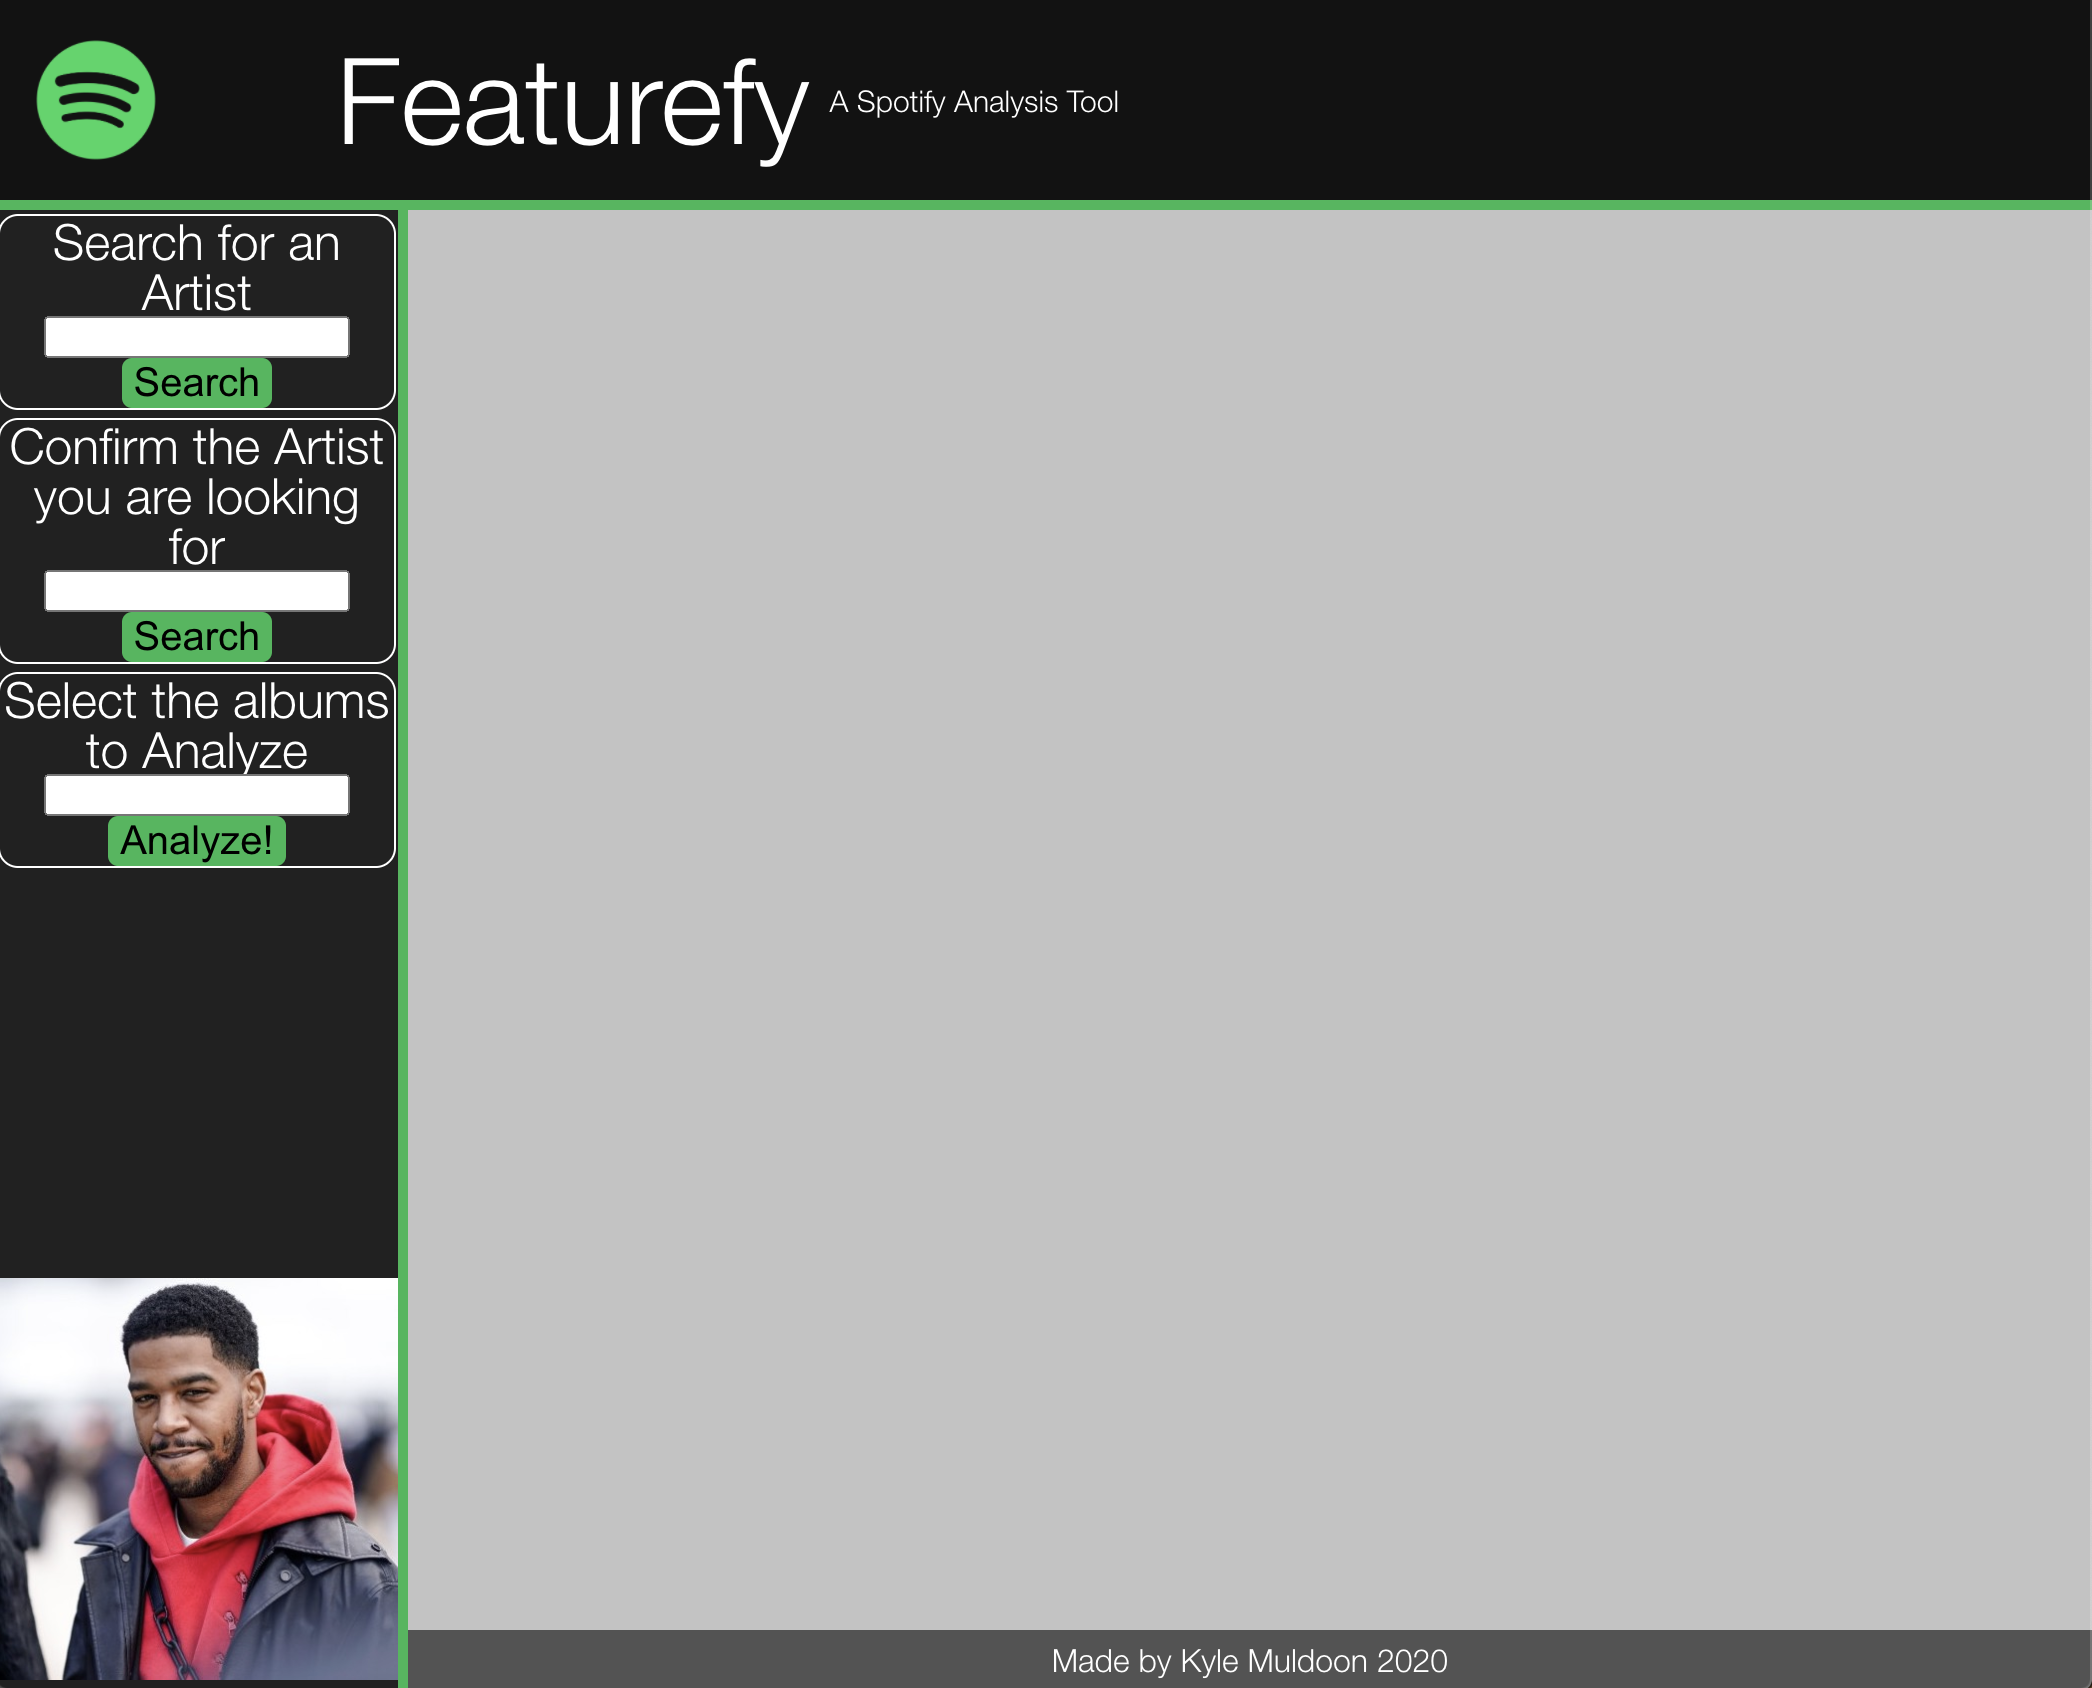 Featurefy A Spotify Analysis Tool
Search for an
Artist
Search
Confirm the Artist
you are looking
for
Search
Select the albums
to Analyze
Analyze!
Made by Kyle Muldoon 2020